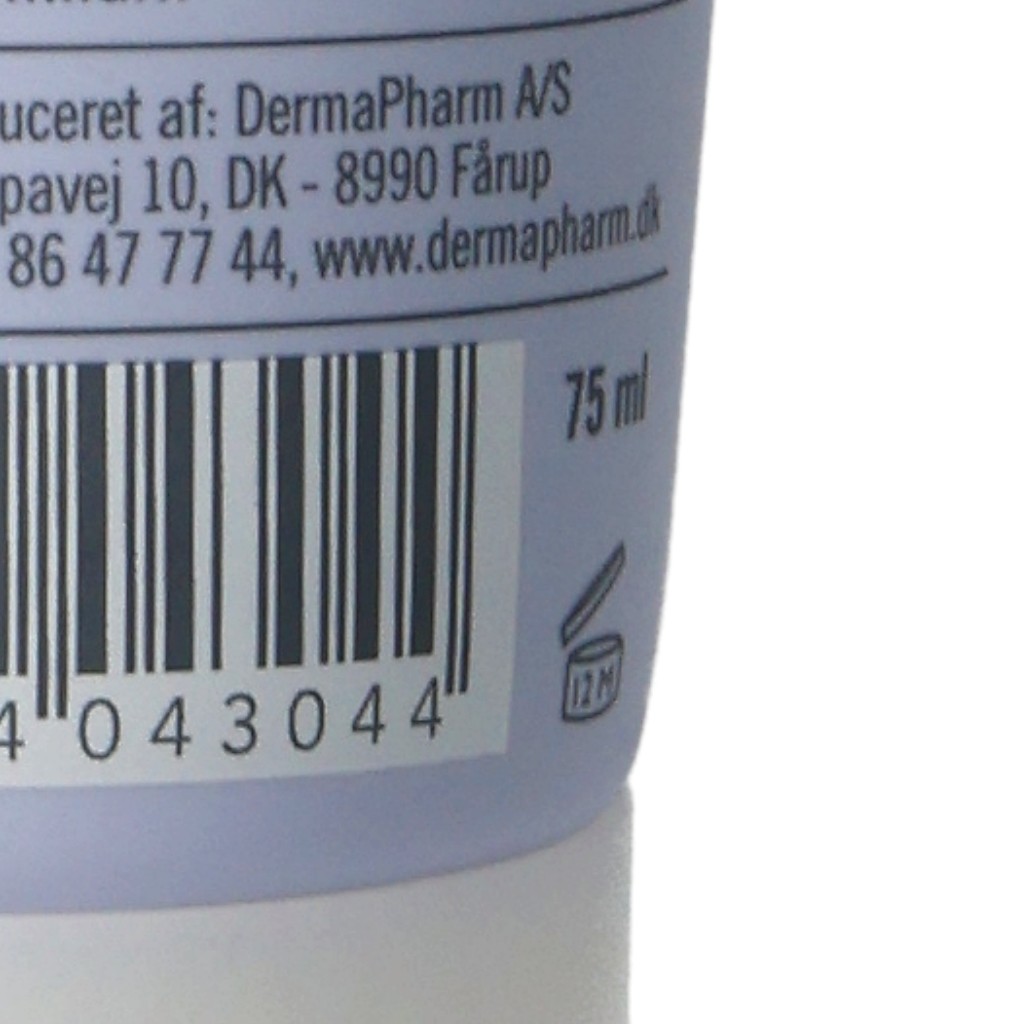 uceret af: DermaPharm A/S
pavej 10, DK - 8990 Fårup
86 47 77 44, www.dermapharm.dk
75 ml
12 M
4 043044